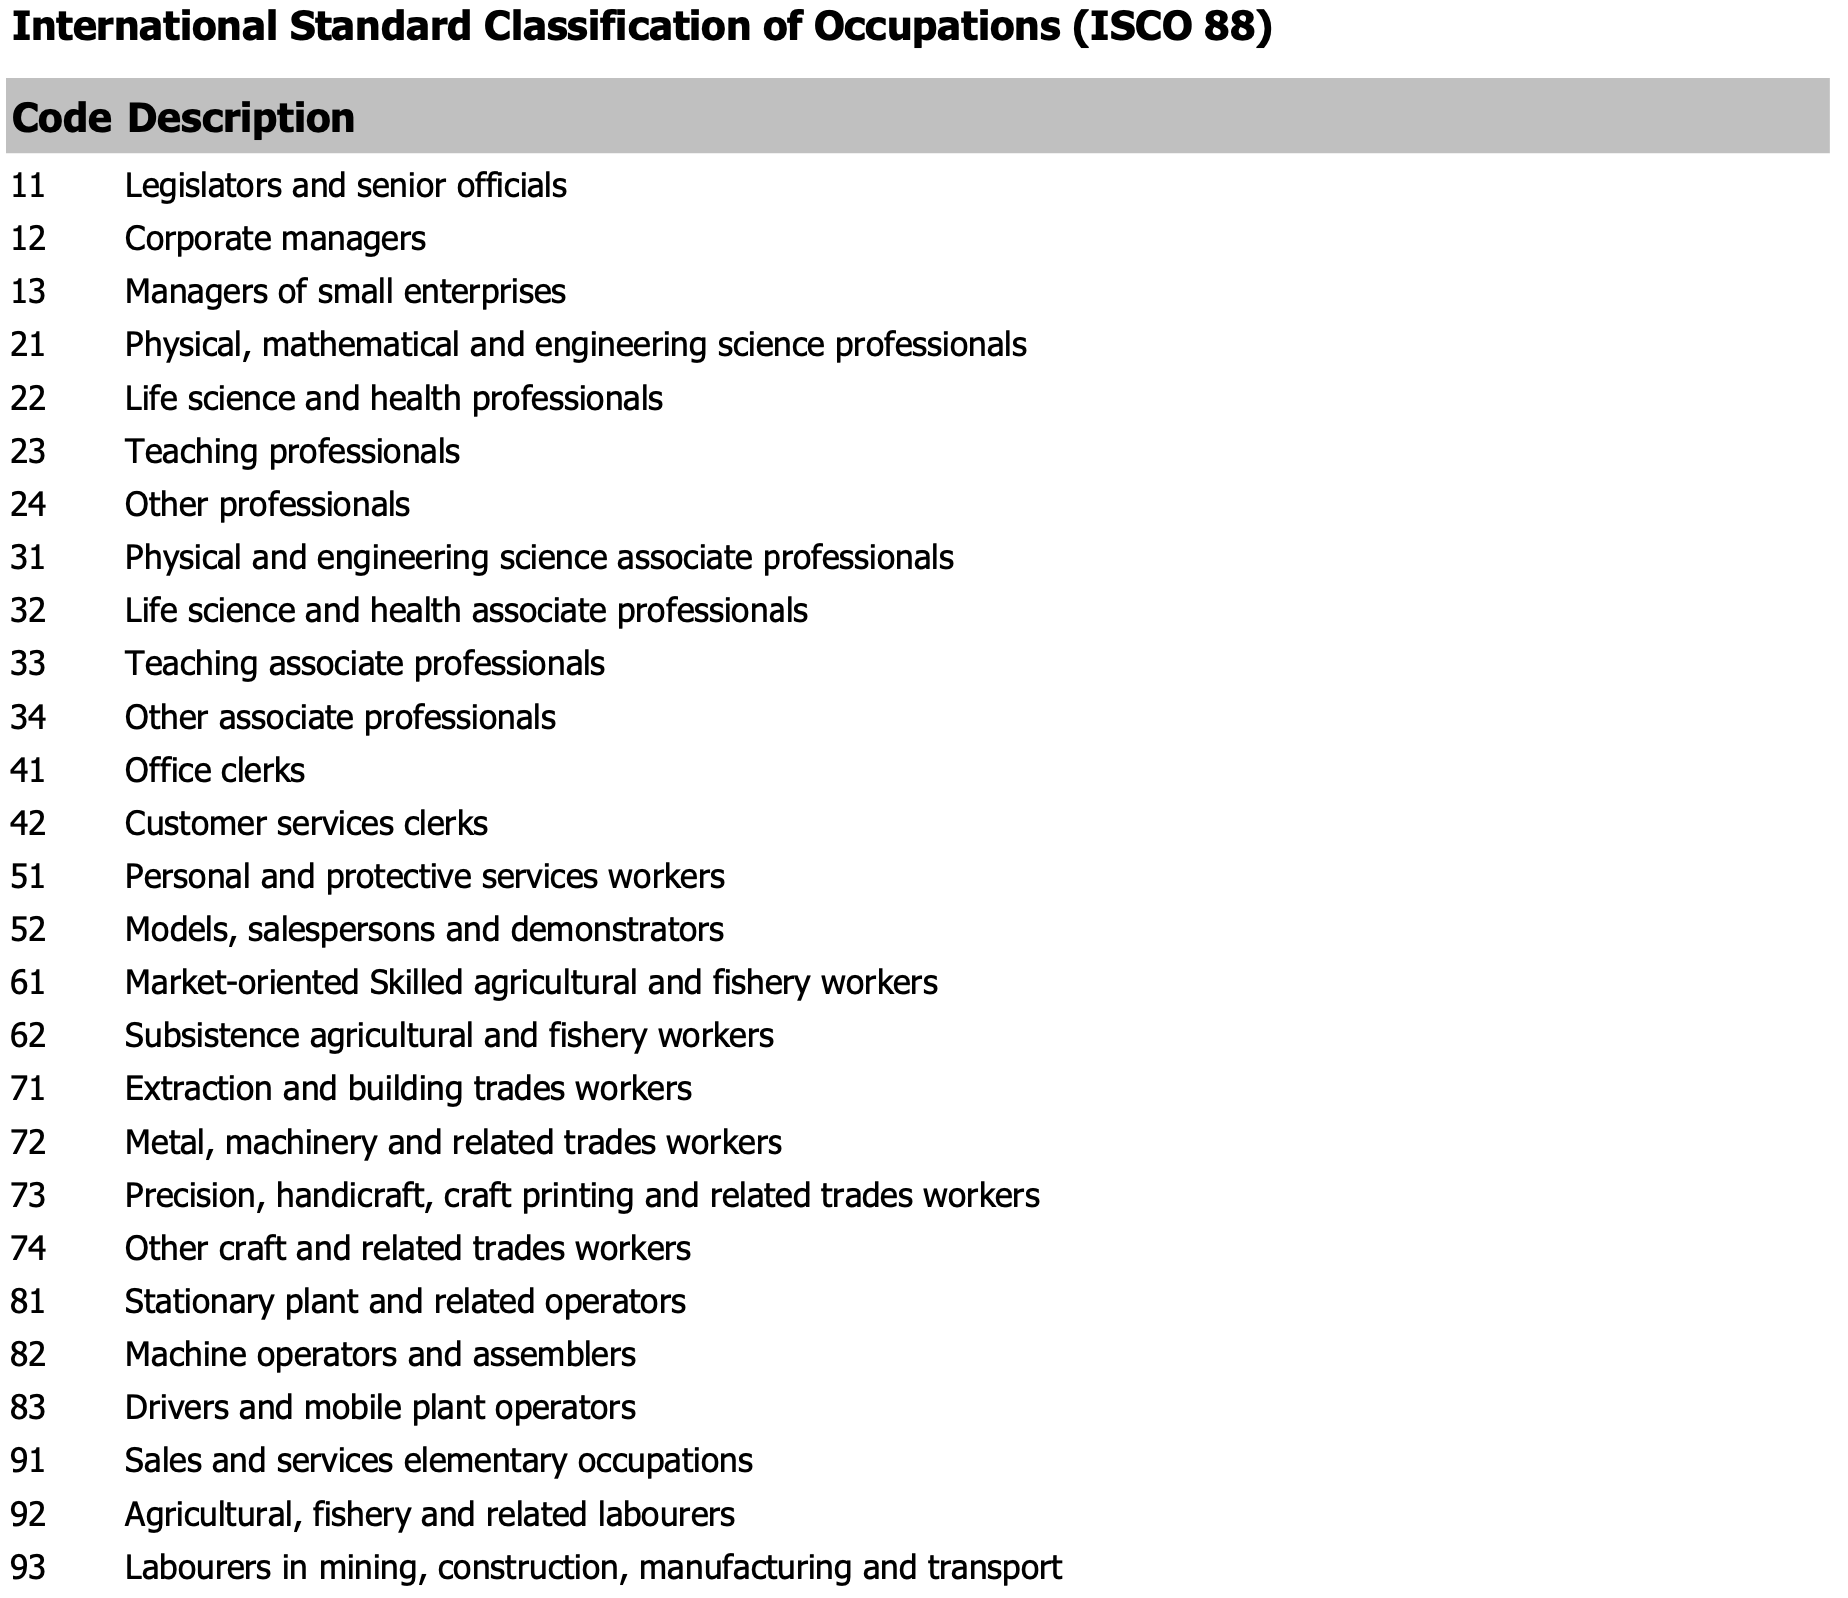 International Standard Classification of Occupations (ISCO 88)
Code Description
11 Legislators and senior officials
12 Corporate managers
13 Managers of small enterprises
21 Physical, mathematical and engineering science professionals
22 Life science and health professionals
23 Teaching professionals
24 Other professionals
31 Physical and engineering science associate professionals
32 Life science and health associate professionals
33 Teaching associate professionals
34 Other associate professionals
41 Office clerks
42 Customer services clerks
51 Personal and protective services workers
52 Models, salespersons and demonstrators
61 Market-oriented Skilled agricultural and fishery workers
62 Subsistence agricultural and fishery workers
71 Extraction and building trades workers
72 Metal, machinery and related trades workers
73 Precision, handicraft, craft printing and related trades workers
74 Other craft and related trades workers
81 Stationary plant and related operators
82 Machine operators and assemblers
83 Drivers and mobile plant operators
91 Sales and services elementary occupations
92 Agricultural, fishery and related labourers
93 Labourers in mining, construction, manufacturing and transport